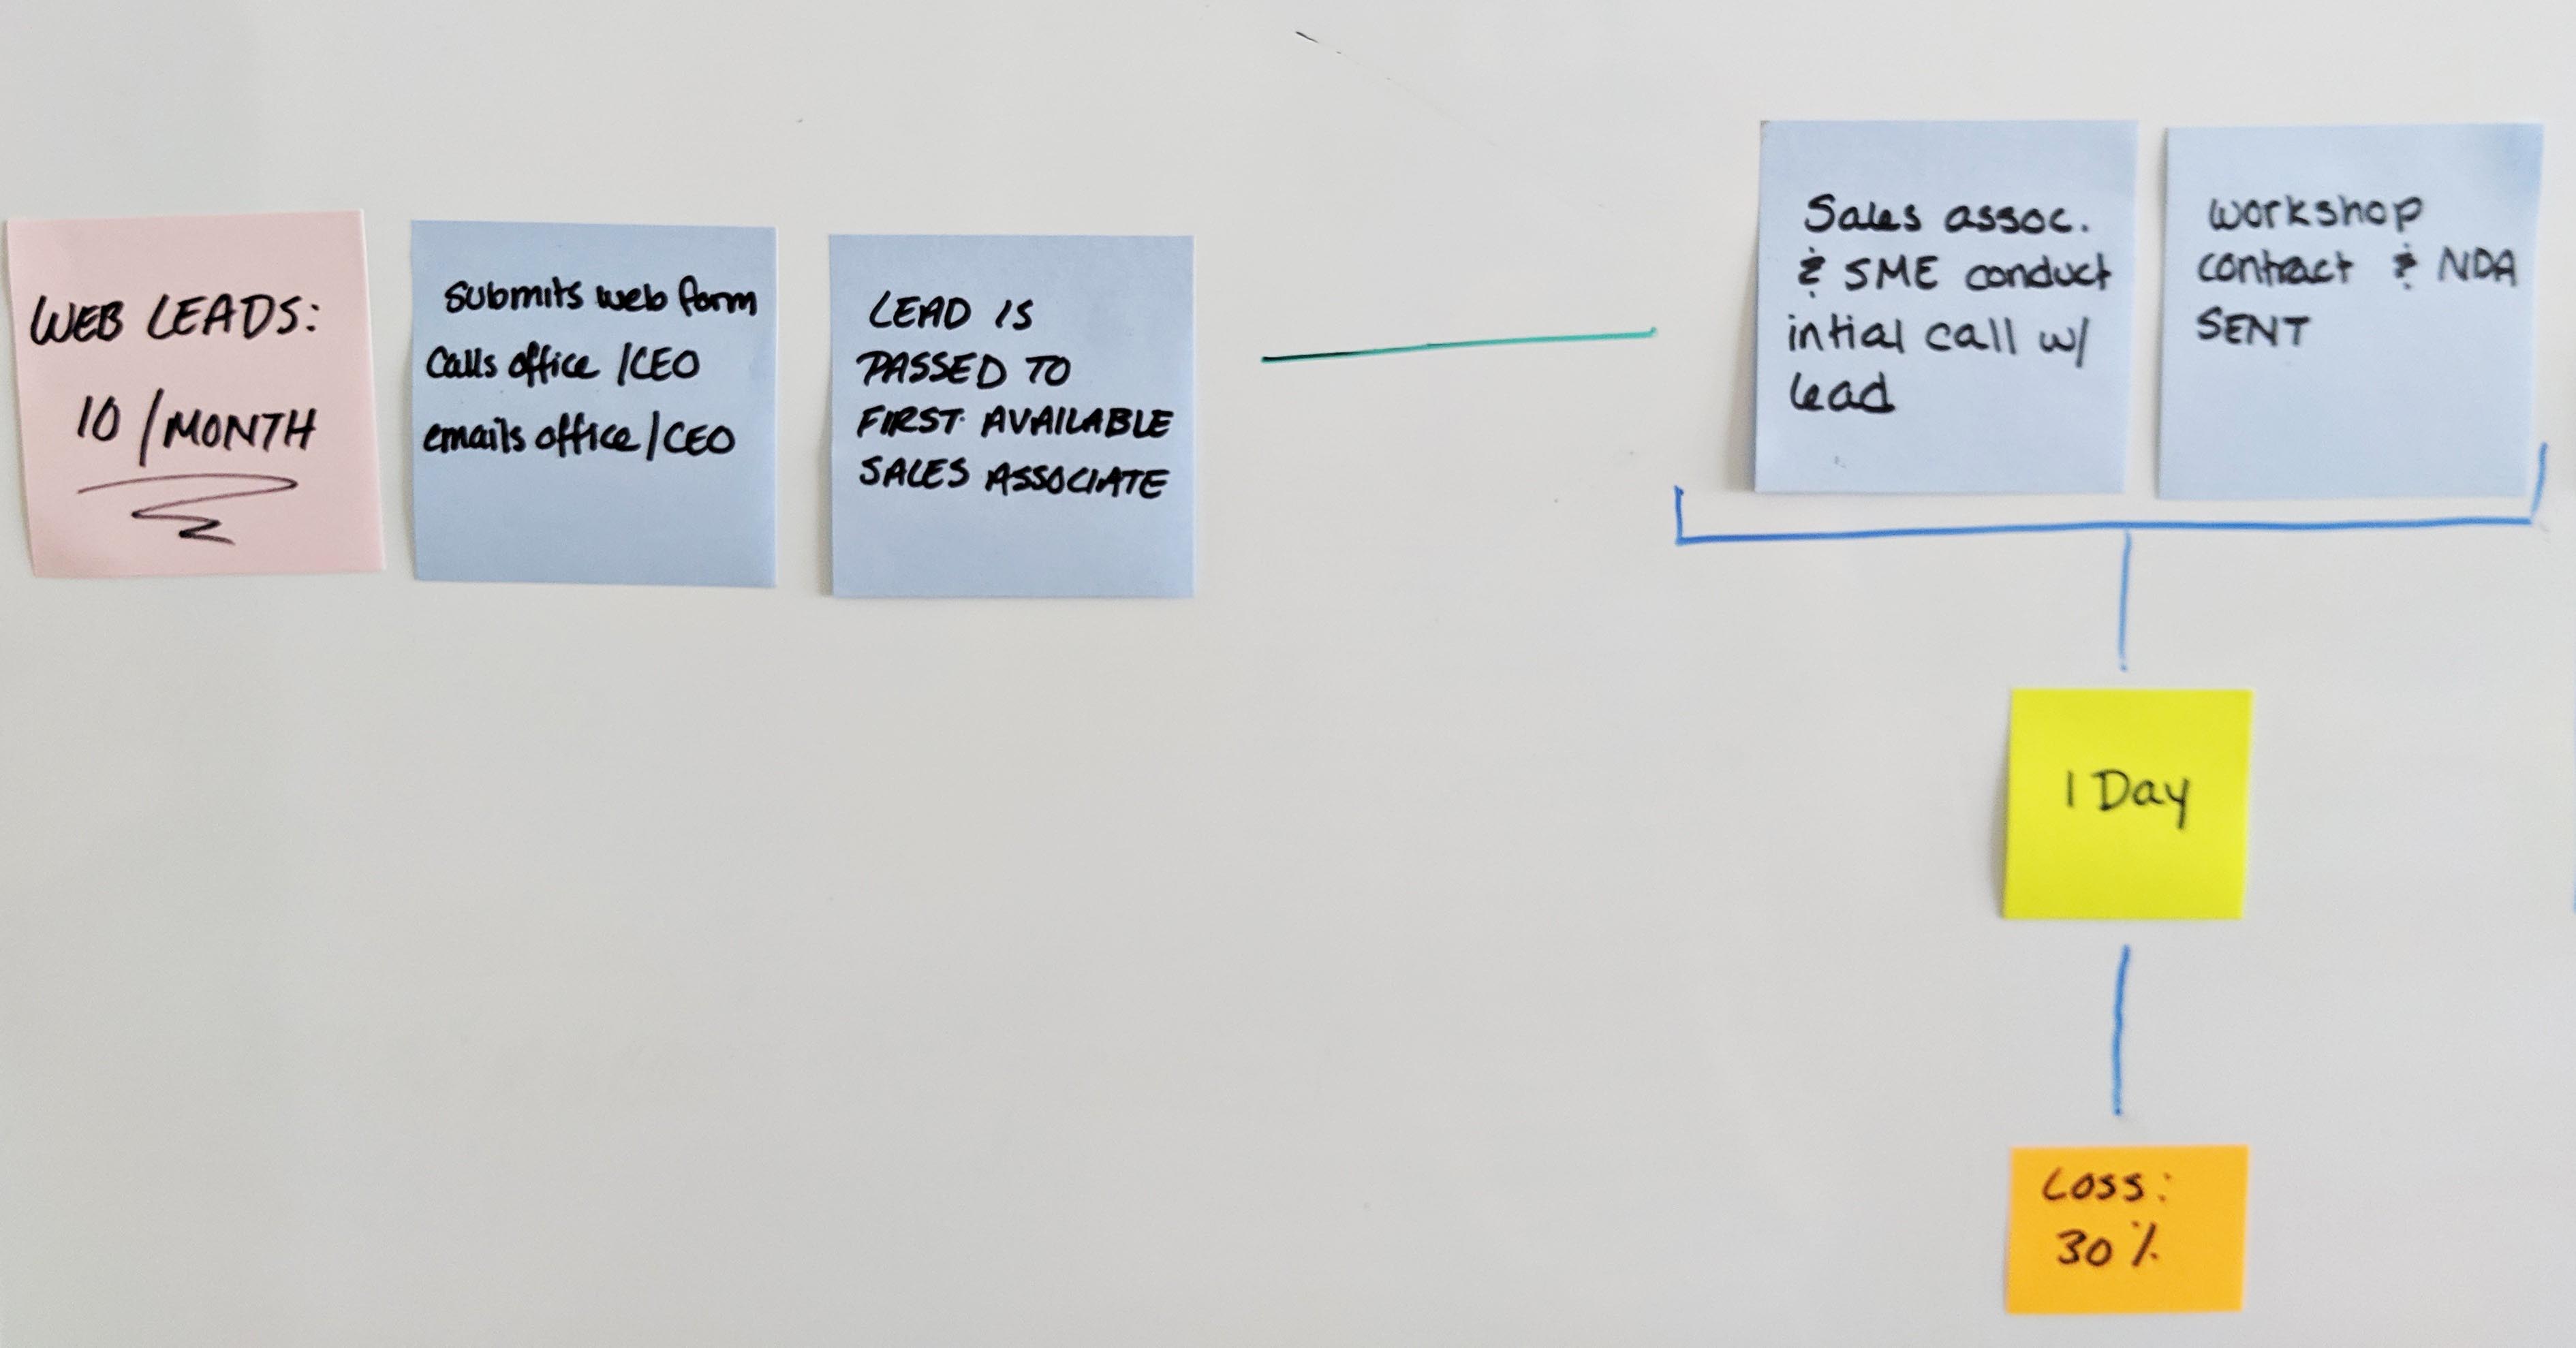 WEB LEADS:
10/MONTH
Submits web form
Calls office/CEO
emails office/CEO
LEAD IS
PASSED TO
FIRST AVAILABLE
SALES ASSOCIATE
Sales assoc.
& SME conduct
intial call w/
lead
workshop
contract & NDA
SENT
1 Day
Loss:
30%